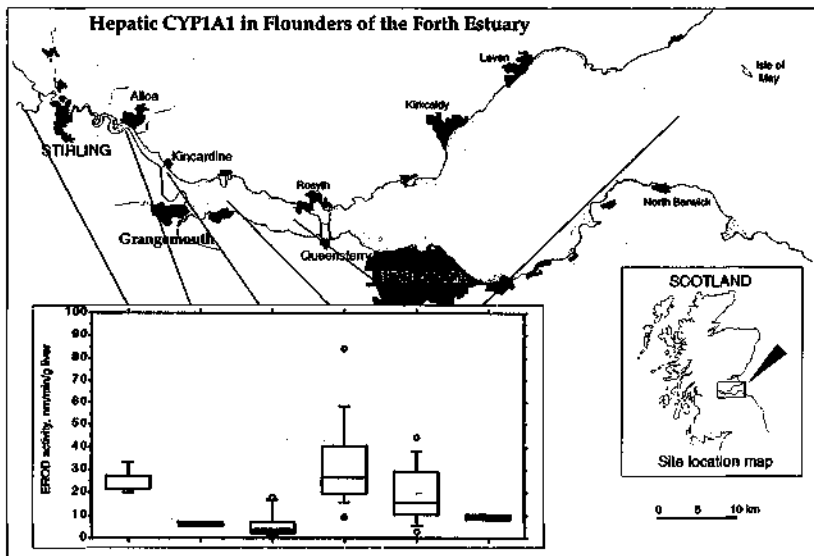 Hepatic CYP1A1 in Flounders of the Forth Estuary
Leven
Isle of
May
Alloa
Kirkcaldy
STIRLING
Kincardine
Rosyth
North Berwick
Grangemouth
Queensferry
SCOTLAND
Site location map
0 5 10 km
EROD activity, nm/min/g liver
100
90
80
70
60
50
40
30
20
10
0